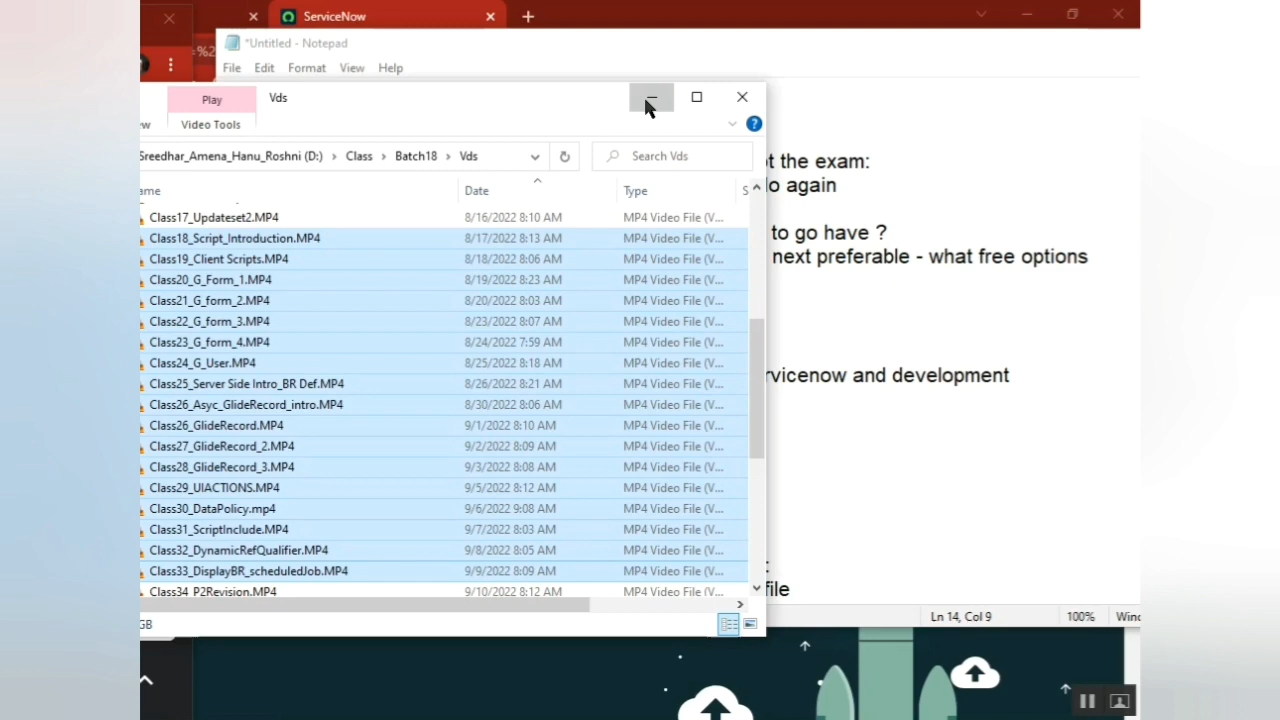 ServiceNow
=%2
*Untitled - Notepad
File Edit Format View Help
Play Vds
ew Video Tools
Sreedhar_Amena_Hanu_Roshni (D:) Class Batch18 Vds Search Vds
ame Date Type S
Class17_Updateset2.MP4 8/16/2022 8:10 AM MP4 Video File (V...
Class18_Script_Introduction.MP4 8/17/2022 8:13 AM MP4 Video File (V...
Class19_Client Scripts.MP4 8/18/2022 8:06 AM MP4 Video File (V...
Class20_G_Form_1.MP4 8/19/2022 8:23 AM MP4 Video File (V...
Class21_G_form_2.MP4 8/20/2022 8:03 AM MP4 Video File (V...
Class22_G_form_3.MP4 8/23/2022 8:07 AM MP4 Video File (V...
Class23_G_form_4.MP4 8/24/2022 7:59 AM MP4 Video File (V...
Class24_G_User.MP4 8/25/2022 8:18 AM MP4 Video File (V...
Class25_Server Side Intro_BR Def.MP4 8/26/2022 8:21 AM MP4 Video File (V...
Class26_Asyc_GlideRecord_intro.MP4 8/30/2022 8:06 AM MP4 Video File (V...
Class26_GlideRecord.MP4 9/1/2022 8:10 AM MP4 Video File (V...
Class27_GlideRecord_2.MP4 9/2/2022 8:09 AM MP4 Video File (V...
Class28_GlideRecord_3.MP4 9/3/2022 8:08 AM MP4 Video File (V...
Class29_UIACTIONS.MP4 9/5/2022 8:12 AM MP4 Video File (V...
Class30_DataPolicy.mp4 9/6/2022 9:08 AM MP4 Video File (V...
Class31_ScriptInclude.MP4 9/7/2022 8:03 AM MP4 Video File (V...
Class32_DynamicRefQualifier.MP4 9/8/2022 8:05 AM MP4 Video File (V...
Class33_DisplayBR_scheduledJob.MP4 9/9/2022 8:09 AM MP4 Video File (V...
Class34_P2Revision.MP4 9/10/2022 8:12 AM MP4 Video File (V...
GB
ot the exam:
do again
to go have ?
next preferable - what free options
rvicenow and development
:
file
Ln 14, Col 9 100% Wind